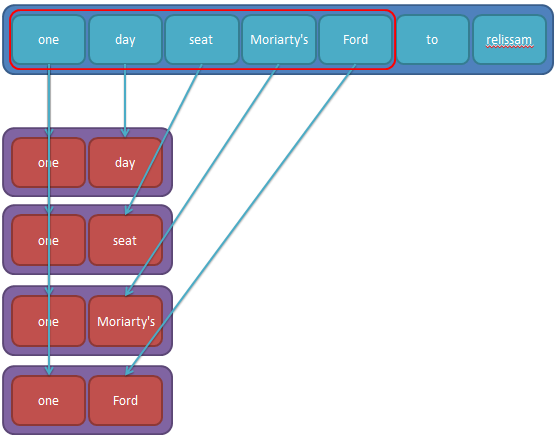 one day seat Moriarty's Ford to relissam
one day
one seat
one Moriarty's
one Ford